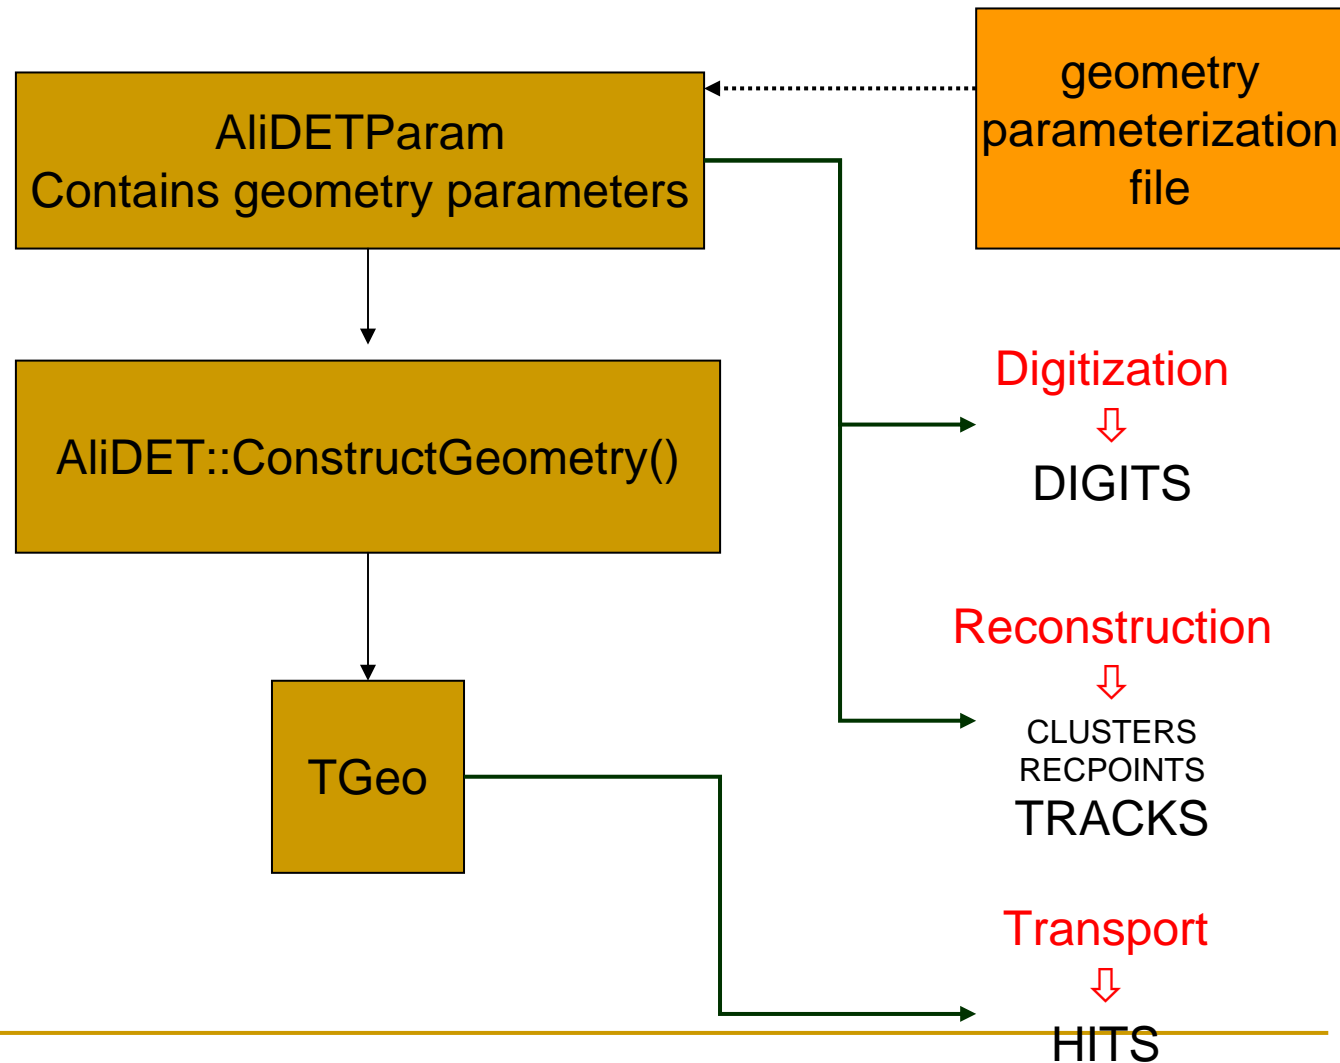 AliDETParam
Contains geometry parameters
geometry
parameterization
file
AliDET::ConstructGeometry()
Digitization
DIGITS
Reconstruction
CLUSTERS
RECPOINTS
TRACKS
TGeo
Transport
HITS